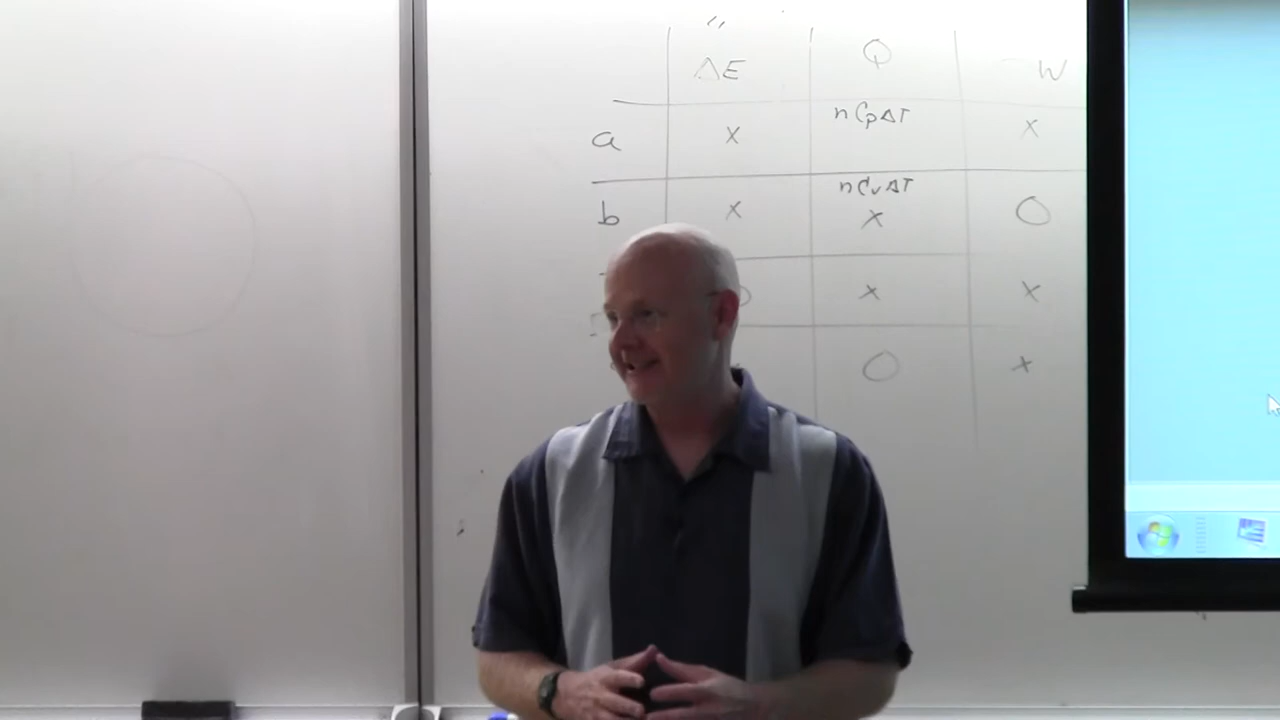 "
ΔE Q W
nCpΔT
a X X
nCvΔT
b X X O
X X
O X